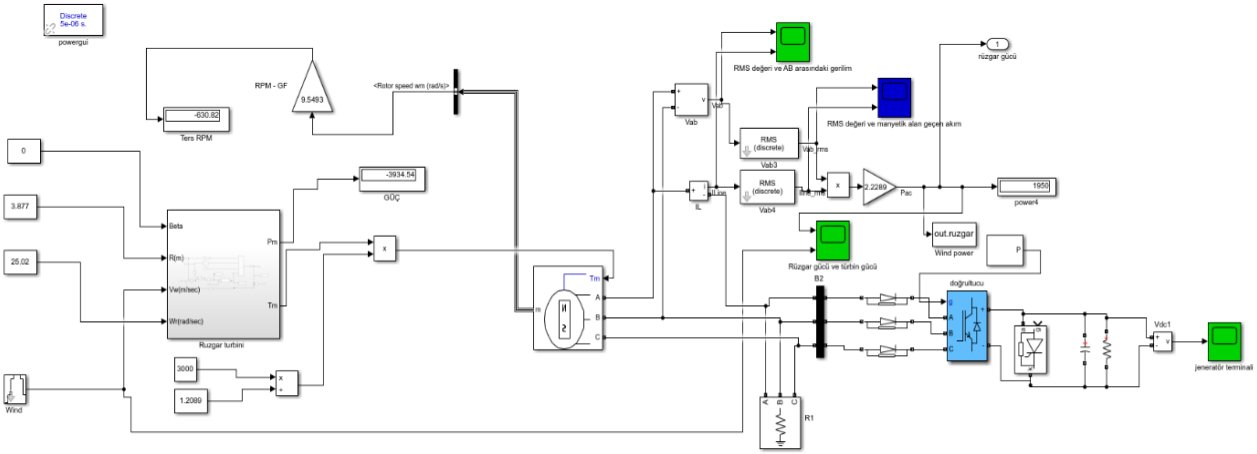 Discrete
5e-06 s.
powergui
RPM - GF
9.5493
<Rotor speed wm (rad/s)>
-630.82
Ters RPM
RMS değeri ve AB arasındaki gerilim
1
rüzgar gücü
+
-
v
Vab
RMS değeri ve manyetik alan geçen akım
RMS
(discrete)
Vab_rms
Vab3
0
-3934.54
GÜÇ
+
-
i
IL
RMS
(discrete)
Vab4
x
2.2289
Pac
1950
power4
3.877
Beta
R(m)
Vw(m/sec)
Wr(rad/sec)
Pm
Tm
Ruzgar turbini
x
25.02
out.ruzgar
Wind power
P
Rüzgar gücü ve türbin gücü
B2
doğrultucu
Tm
m
N
S
A
B
C
g
A
B
C
+
-
Vdc1
+
-
v
jeneratör terminali
3000
1.2089
x
÷
Wind
A
B
C
R1